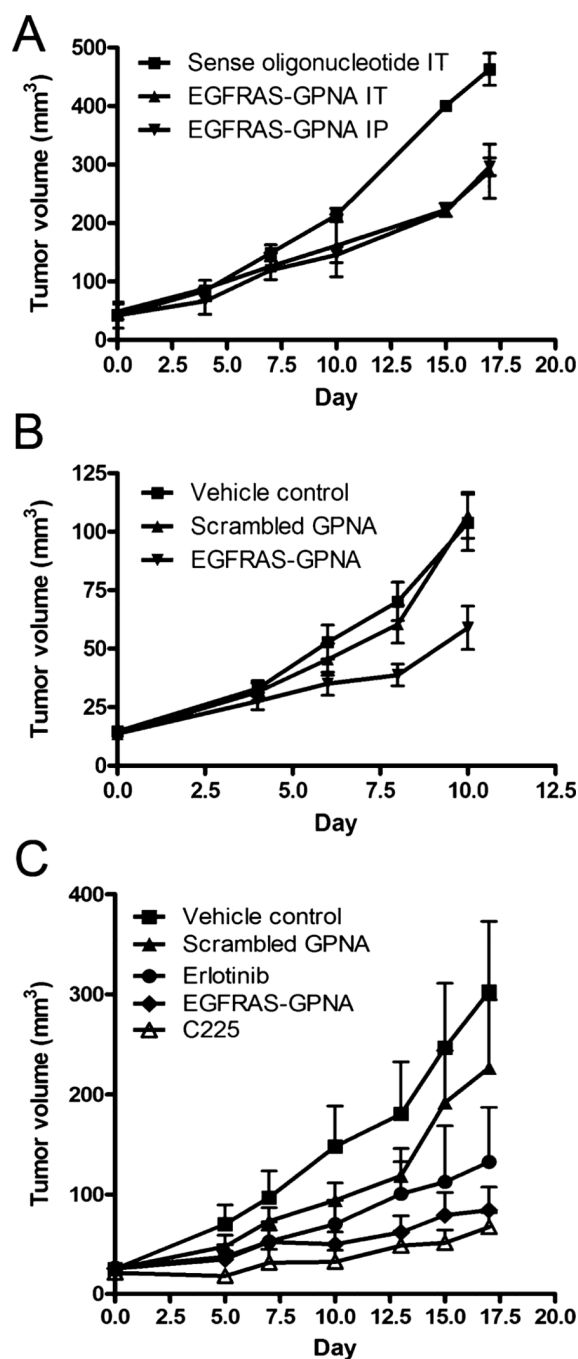 A
Tumor volume (mm³)
500
400
300
200
100
0
Sense oligonucleotide IT
EGFRAS-GPNA IT
EGFRAS-GPNA IP
0.0 2.5 5.0 7.5 10.0 12.5 15.0 17.5 20.0
Day
B
Tumor volume (mm³)
125
100
75
50
25
0
Vehicle control
Scrambled GPNA
EGFRAS-GPNA
0.0 2.5 5.0 7.5 10.0 12.5
Day
C
Tumor volume (mm³)
400
300
200
100
0
Vehicle control
Scrambled GPNA
Erlotinib
EGFRAS-GPNA
C225
0.0 2.5 5.0 7.5 10.0 12.5 15.0 17.5 20.0
Day